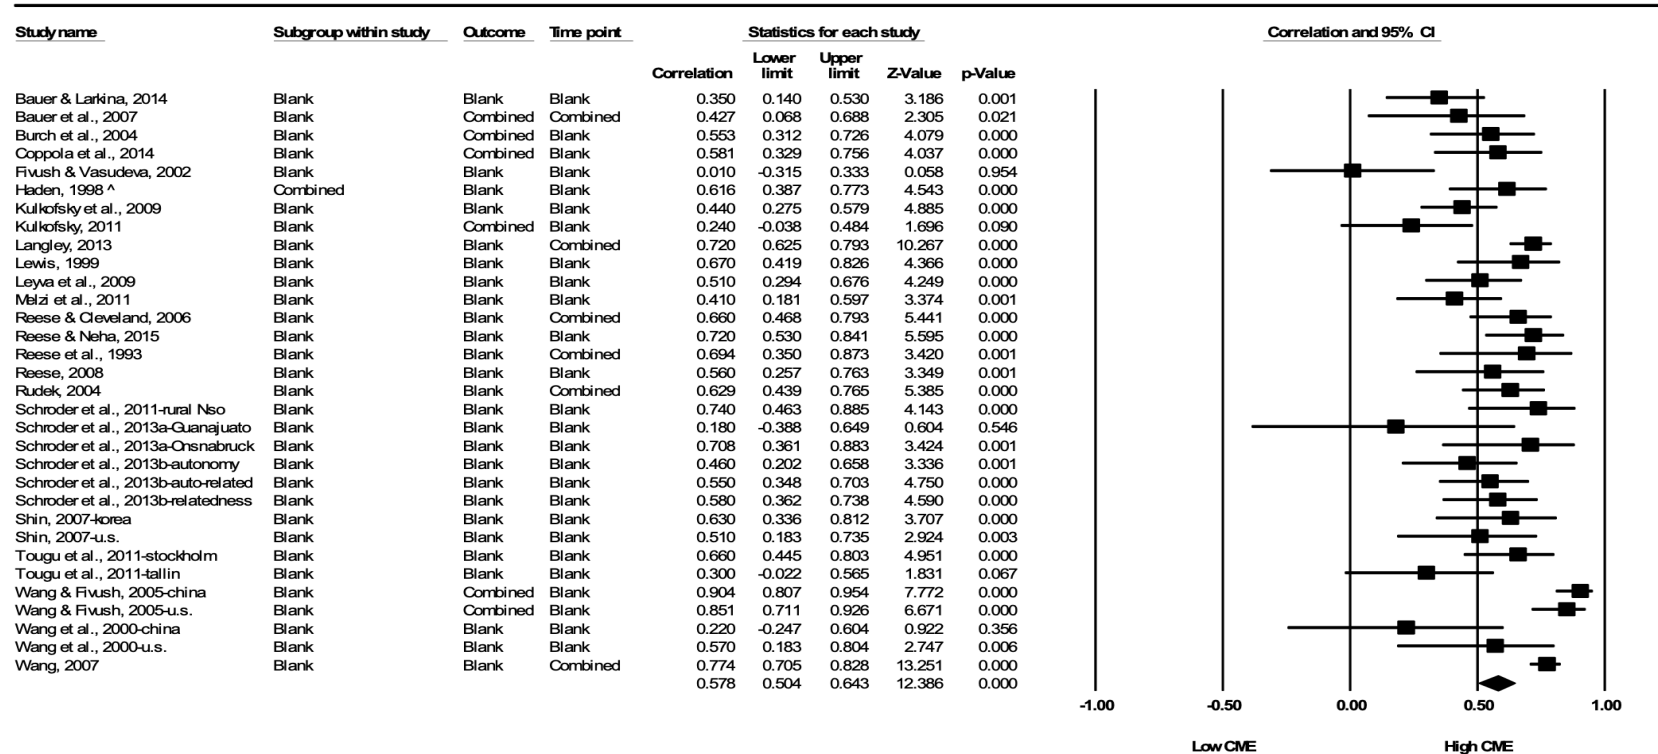 Study name Subgroup within study Outcome Time point Statistics for each study Correlation and 95% CI
Lower Upper
Correlation limit limit Z-Value p-Value
Bauer & Larkina, 2014 Blank Blank Blank 0.350 0.140 0.530 3.186 0.001
Bauer et al., 2007 Blank Combined Combined 0.427 0.068 0.688 2.305 0.021
Burch et al., 2004 Blank Combined Blank 0.553 0.312 0.726 4.079 0.000
Coppola et al., 2014 Blank Combined Blank 0.581 0.329 0.756 4.037 0.000
Fivush & Vasudeva, 2002 Blank Blank Blank 0.010 -0.315 0.333 0.058 0.954
Haden, 1998 ^ Combined Blank Blank 0.616 0.387 0.773 4.543 0.000
Kulkofsky et al., 2009 Blank Blank Blank 0.440 0.275 0.579 4.885 0.000
Kulkofsky, 2011 Blank Combined Blank 0.240 -0.038 0.484 1.696 0.090
Langley, 2013 Blank Blank Combined 0.720 0.625 0.793 10.267 0.000
Lewis, 1999 Blank Blank Blank 0.670 0.419 0.826 4.366 0.000
Leyva et al., 2009 Blank Blank Blank 0.510 0.294 0.676 4.249 0.000
Melzi et al., 2011 Blank Blank Blank 0.410 0.181 0.597 3.374 0.001
Reese & Cleveland, 2006 Blank Blank Combined 0.660 0.468 0.793 5.441 0.000
Reese & Neha, 2015 Blank Blank Blank 0.720 0.530 0.841 5.595 0.000
Reese et al., 1993 Blank Blank Combined 0.694 0.350 0.873 3.420 0.001
Reese, 2008 Blank Blank Blank 0.560 0.257 0.763 3.349 0.001
Rudek, 2004 Blank Blank Combined 0.629 0.439 0.765 5.385 0.000
Schroder et al., 2011-rural Nso Blank Blank Blank 0.740 0.463 0.885 4.143 0.000
Schroder et al., 2013a-Guanajuato Blank Blank Blank 0.180 -0.388 0.649 0.604 0.546
Schroder et al., 2013a-Onsnabruck Blank Blank Blank 0.708 0.361 0.883 3.424 0.001
Schroder et al., 2013b-autonomy Blank Blank Blank 0.460 0.202 0.658 3.336 0.001
Schroder et al., 2013b-auto-related Blank Blank Blank 0.550 0.348 0.703 4.750 0.000
Schroder et al., 2013b-relatedness Blank Blank Blank 0.580 0.362 0.738 4.590 0.000
Shin, 2007-korea Blank Blank Blank 0.630 0.336 0.812 3.707 0.000
Shin, 2007-u.s. Blank Blank Blank 0.510 0.183 0.735 2.924 0.003
Tougu et al., 2011-stockholm Blank Blank Blank 0.660 0.445 0.803 4.951 0.000
Tougu et al., 2011-tallin Blank Blank Blank 0.300 -0.022 0.565 1.831 0.067
Wang & Fivush, 2005-china Blank Combined Blank 0.904 0.807 0.954 7.772 0.000
Wang & Fivush, 2005-u.s. Blank Combined Blank 0.851 0.711 0.926 6.671 0.000
Wang et al., 2000-china Blank Blank Blank 0.220 -0.247 0.604 0.922 0.356
Wang et al., 2000-u.s. Blank Blank Blank 0.570 0.183 0.804 2.747 0.006
Wang, 2007 Blank Blank Combined 0.774 0.705 0.828 13.251 0.000
0.578 0.504 0.643 12.386 0.000
-1.00 -0.50 0.00 0.50 1.00
Low CME High CME